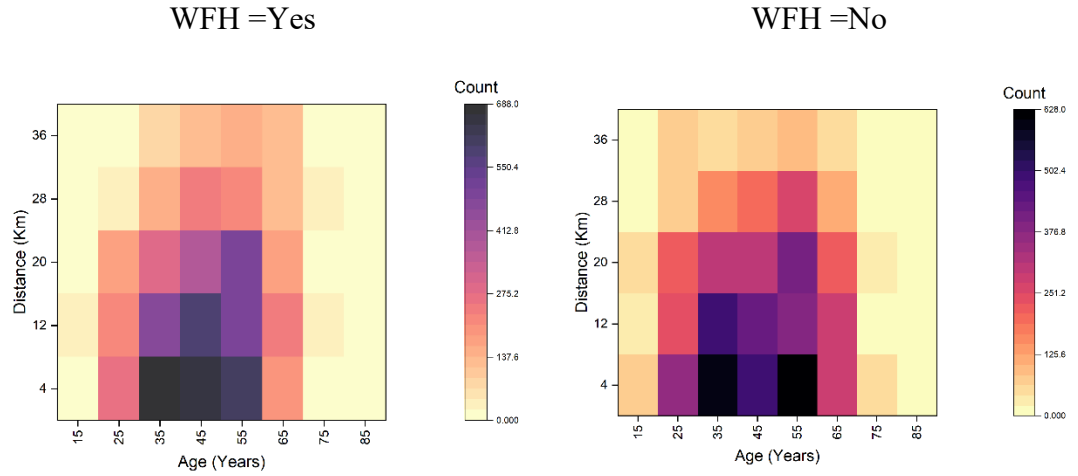 WFH =Yes
WFH =No
Count
688.0
550.4
412.8
275.2
137.6
0.000
36
28
20
12
4
Distance (Km)
15 25 35 45 55 65 75 85
Age (Years)
Count
628.0
502.4
376.8
251.2
125.6
0.000
36
28
20
12
4
Distance (Km)
15 25 35 45 55 65 75 85
Age (Years)